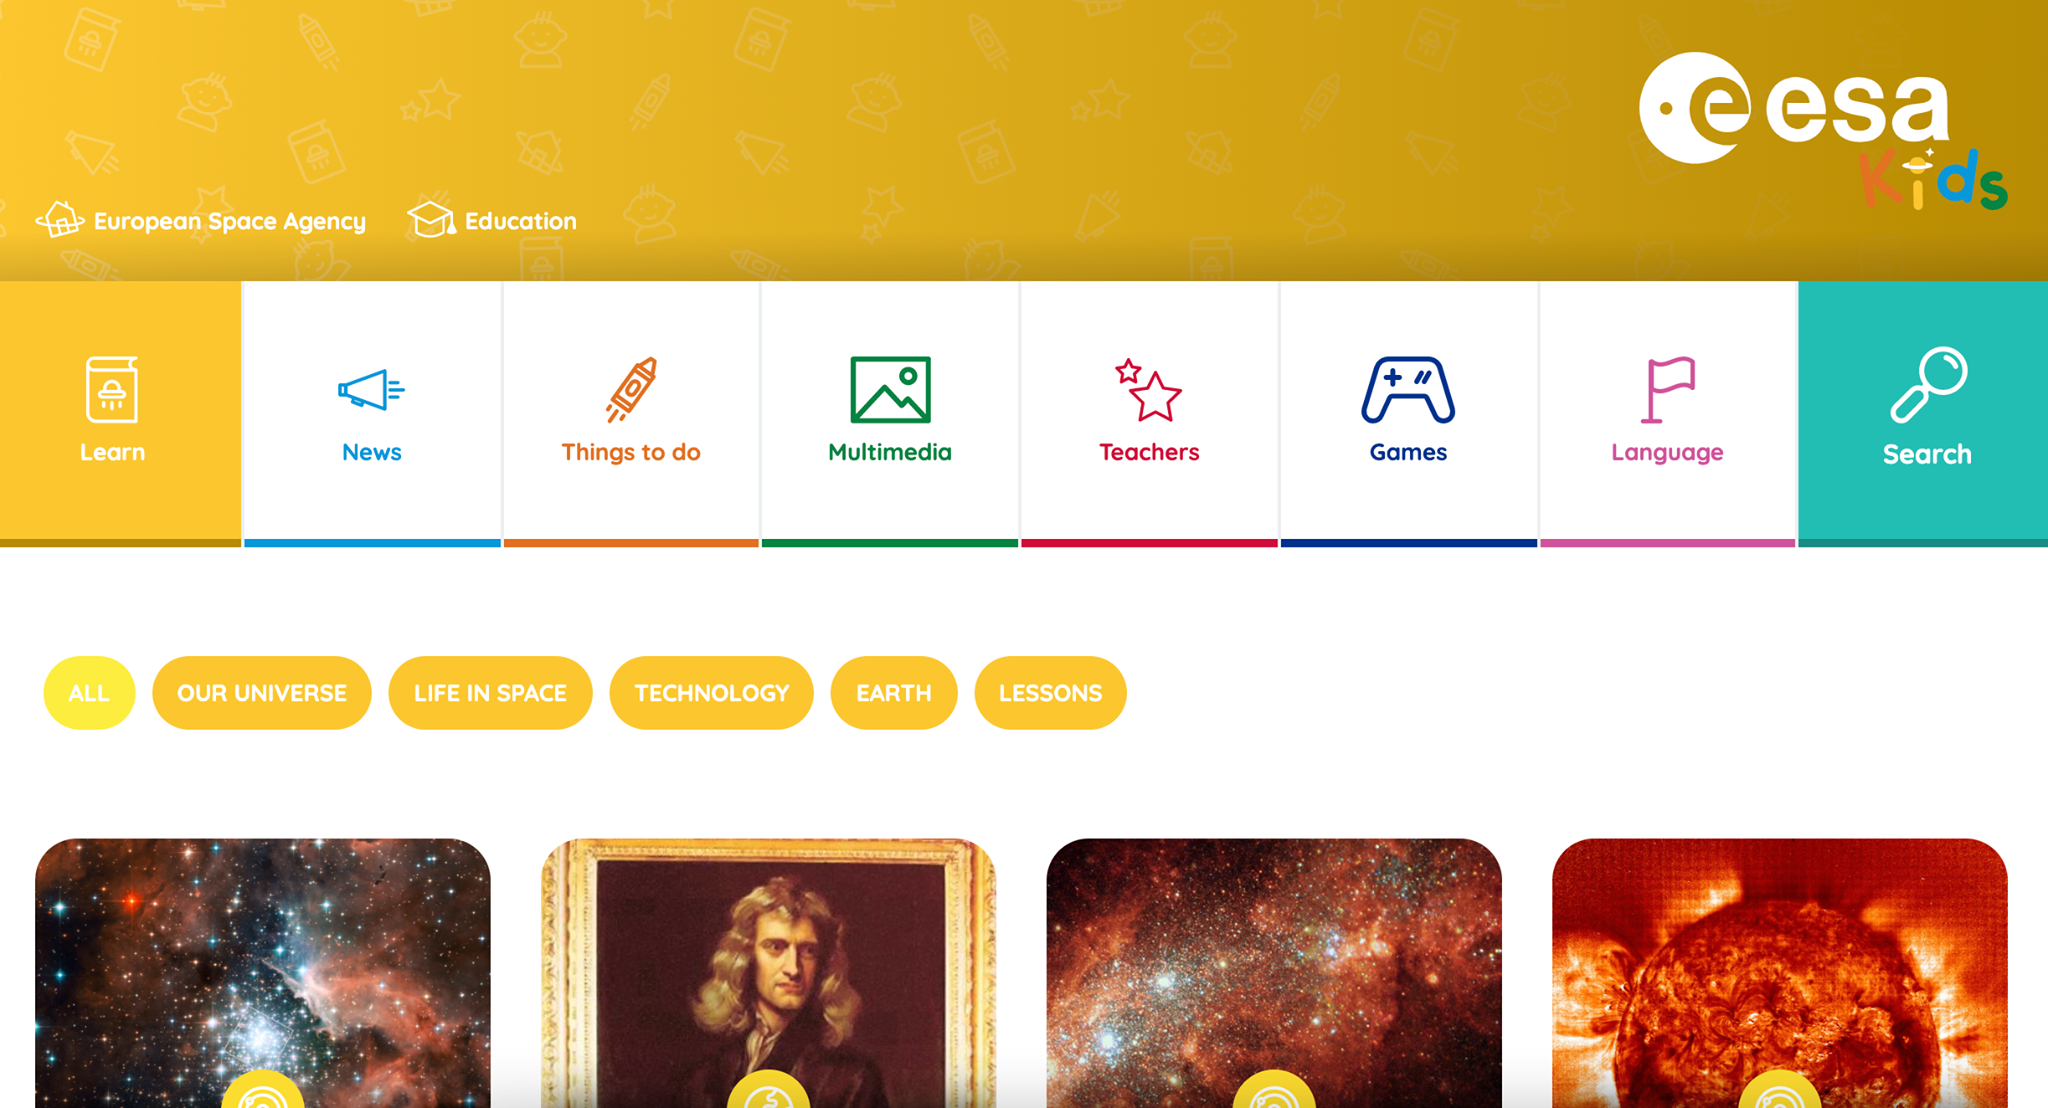 esa
Kids
European Space Agency
Education
Learn
News
Things to do
Multimedia
Teachers
Games
Language
Search
ALL
OUR UNIVERSE
LIFE IN SPACE
TECHNOLOGY
EARTH
LESSONS